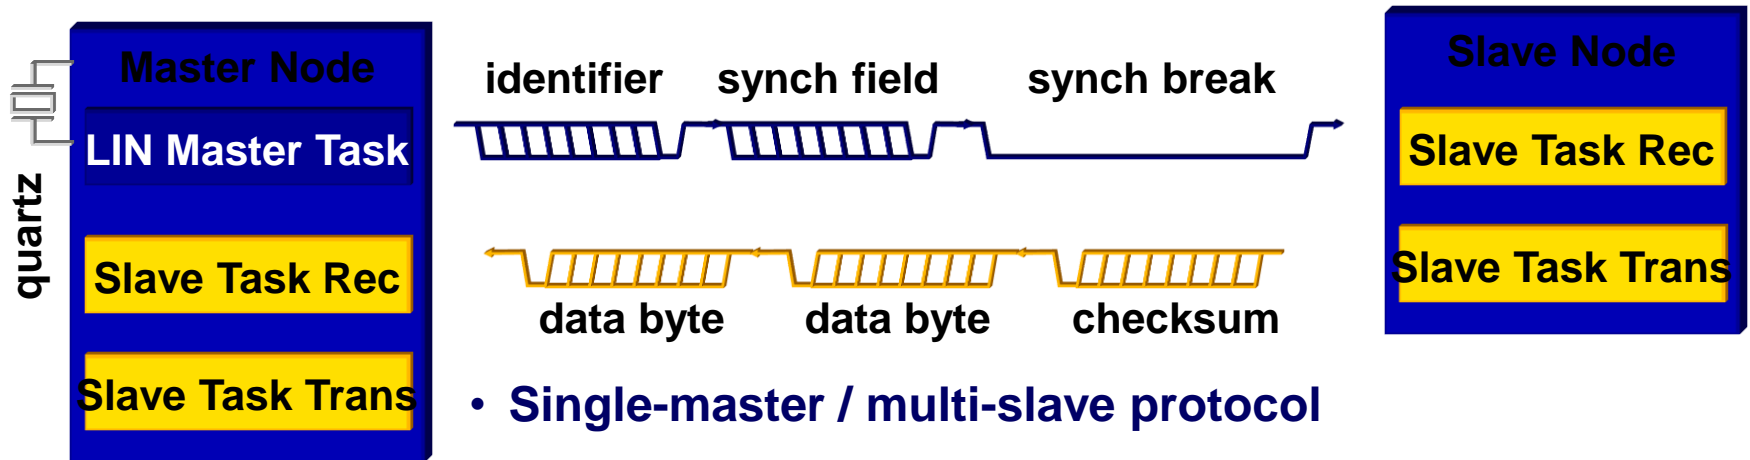 Master Node
LIN Master Task
quartz
Slave Task Rec
Slave Task Trans
identifier synch field synch break
data byte data byte checksum
• Single-master / multi-slave protocol
Slave Node
Slave Task Rec
Slave Task Trans